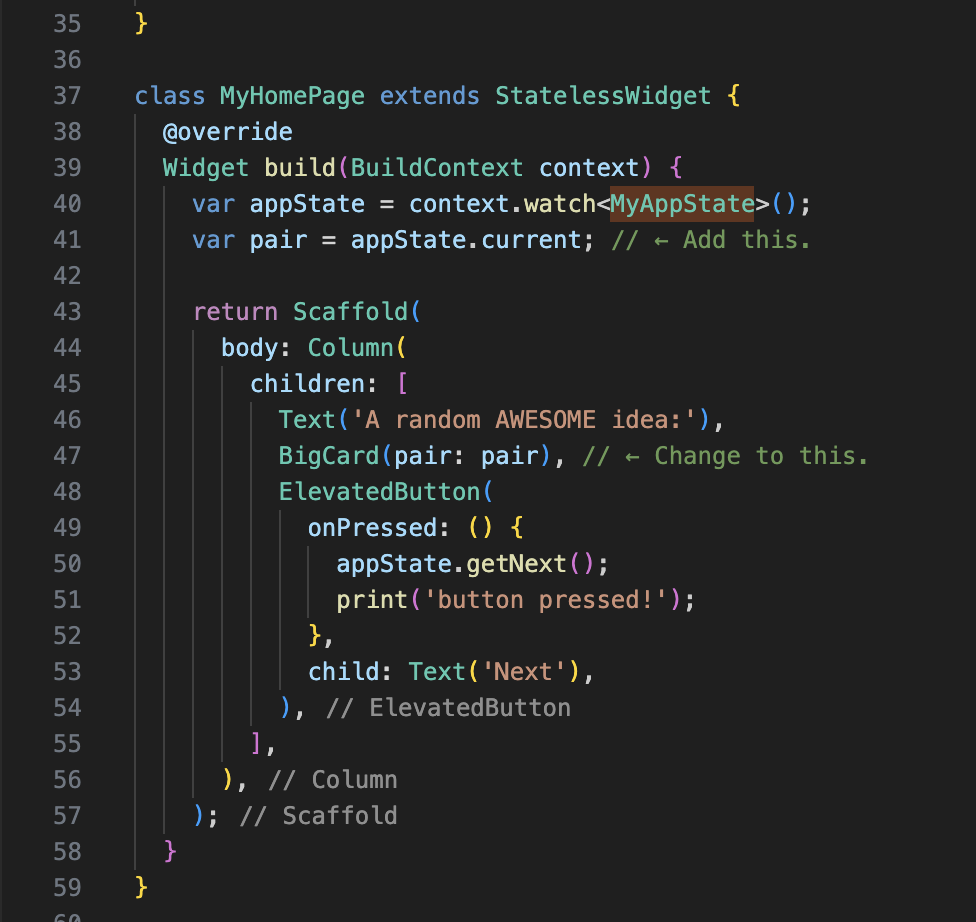 35 }
36
37 class MyHomePage extends StatelessWidget {
38   @override
39   Widget build(BuildContext context) {
40     var appState = context.watch<MyAppState>();
41     var pair = appState.current; // ← Add this.
42
43     return Scaffold(
44       body: Column(
45         children: [
46           Text('A random AWESOME idea:'),
47           BigCard(pair: pair), // ← Change to this.
48           ElevatedButton(
49             onPressed: () {
50               appState.getNext();
51               print('button pressed!');
52             },
53             child: Text('Next'),
54           ), // ElevatedButton
55         ],
56       ), // Column
57     ); // Scaffold
58   }
59 }
60